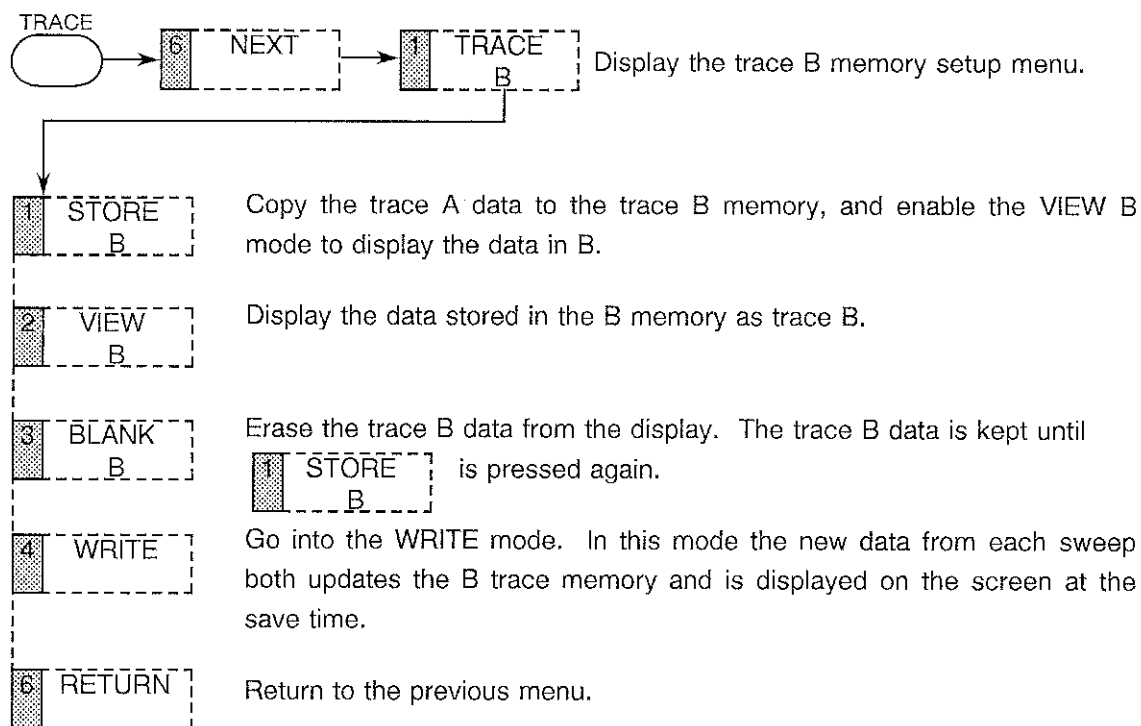 TRACE
6 NEXT
1 TRACE
B
Display the trace B memory setup menu.
1 STORE
B
Copy the trace A data to the trace B memory, and enable the VIEW B
mode to display the data in B.
2 VIEW
B
Display the data stored in the B memory as trace B.
3 BLANK
B
Erase the trace B data from the display. The trace B data is kept until
1 STORE
B
is pressed again.
4 WRITE
Go into the WRITE mode. In this mode the new data from each sweep
both updates the B trace memory and is displayed on the screen at the
save time.
6 RETURN
Return to the previous menu.